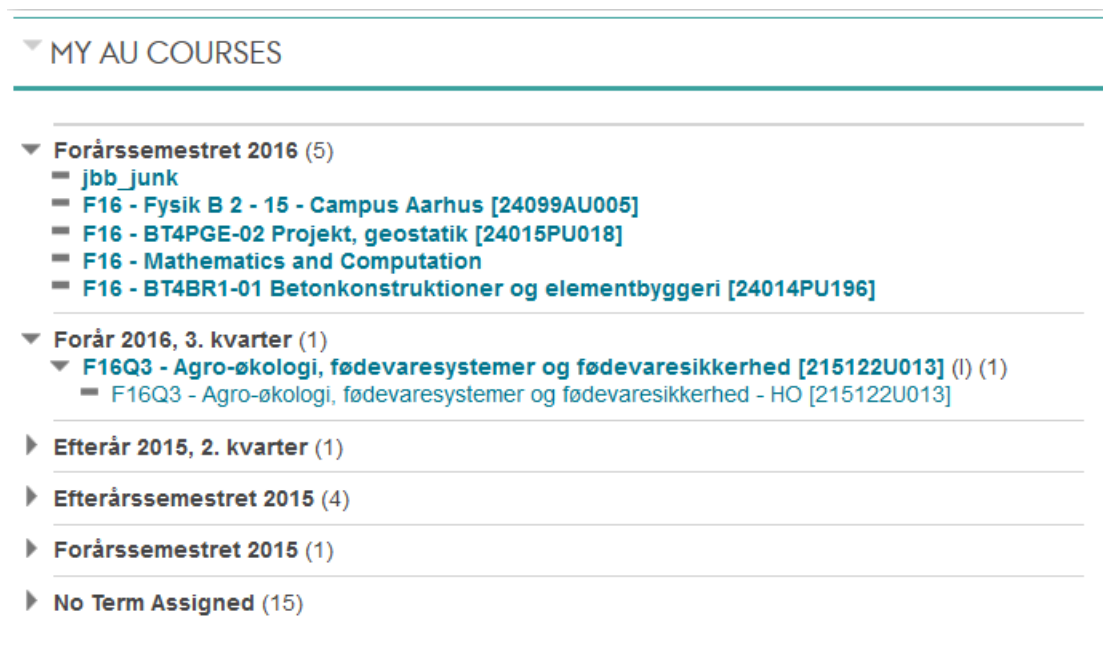 MY AU COURSES
Forårssemestret 2016 (5)
jbb_junk
F16 - Fysik B 2 - 15 - Campus Aarhus [24099AU005]
F16 - BT4PGE-02 Projekt, geostatik [24015PU018]
F16 - Mathematics and Computation
F16 - BT4BR1-01 Betonkonstruktioner og elementbyggeri [24014PU196]
Forår 2016, 3. kvarter (1)
F16Q3 - Agro-økologi, fødevaresystemer og fødevaresikkerhed [215122U013] (I) (1)
F16Q3 - Agro-økologi, fødevaresystemer og fødevaresikkerhed - HO [215122U013]
Efterår 2015, 2. kvarter (1)
Efterårssemestret 2015 (4)
Forårssemestret 2015 (1)
No Term Assigned (15)